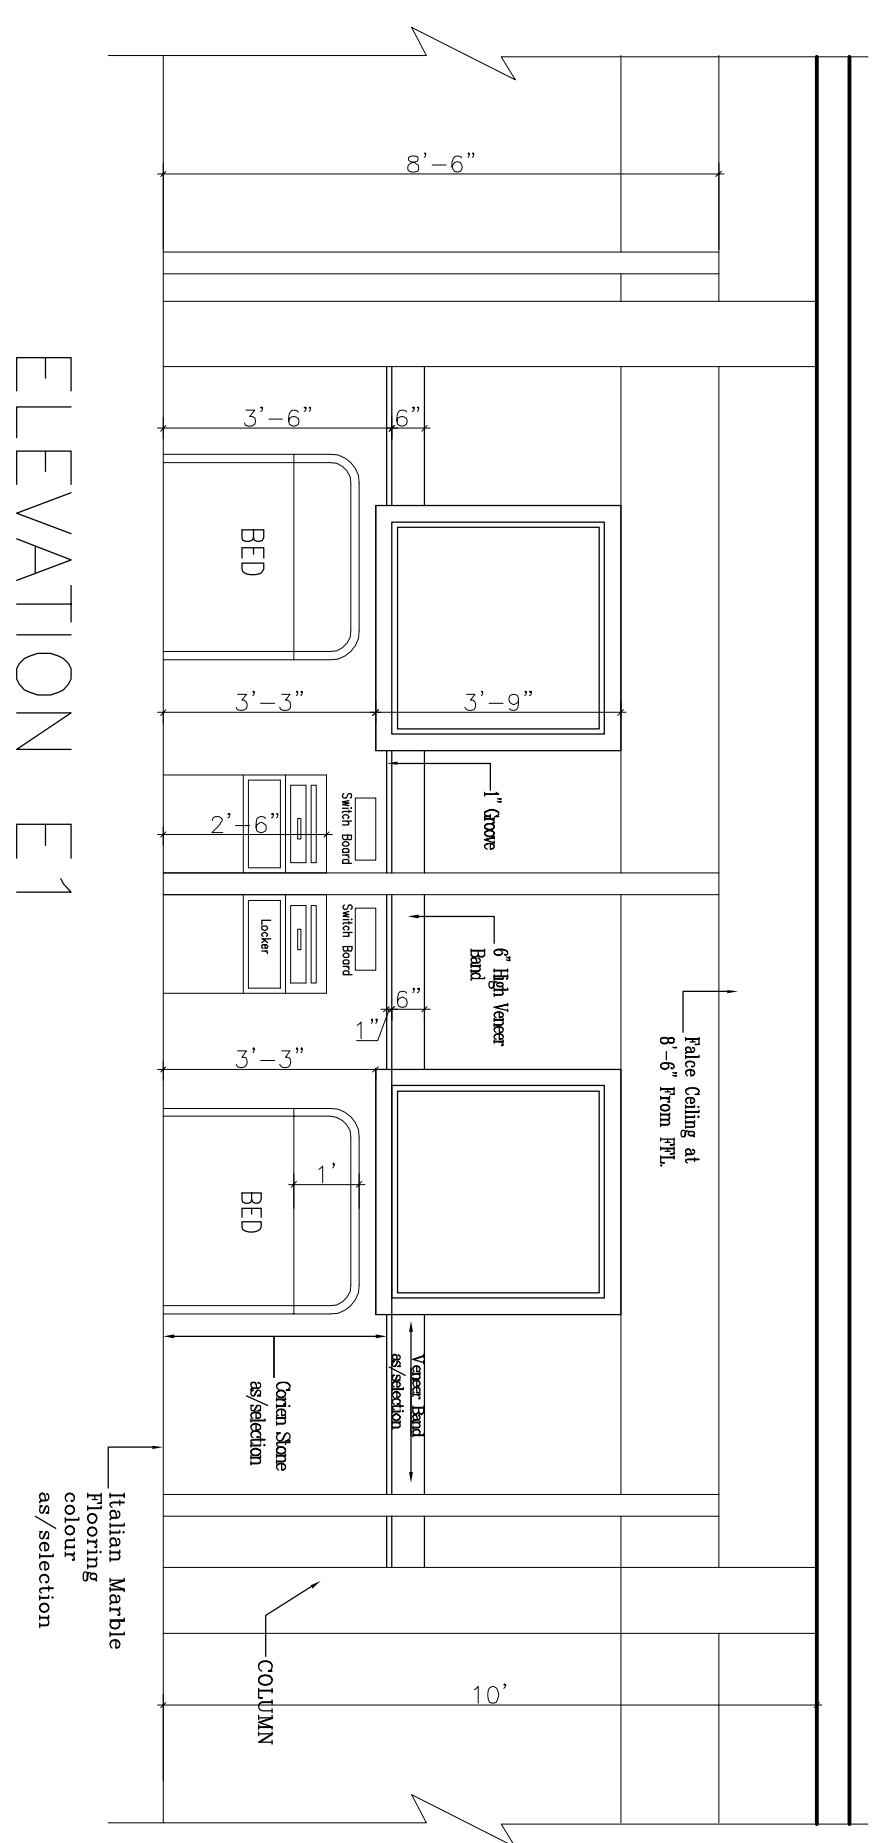 8'-6"
3'-6"
6"
BED
3'-3"
3'-9"
1" Groove
2'-6"
Switch Board
Locker
Switch Board
6" High Veneer
Band
6"
1"
Falce Ceiling at
8'-6" From FFL.
3'-3"
1'
BED
Veneer Band
as/selection
Corien Stone
as/selection
Italian Marble
Flooring
colour
as/selection
COLUMN
10'
ELEVATION E1